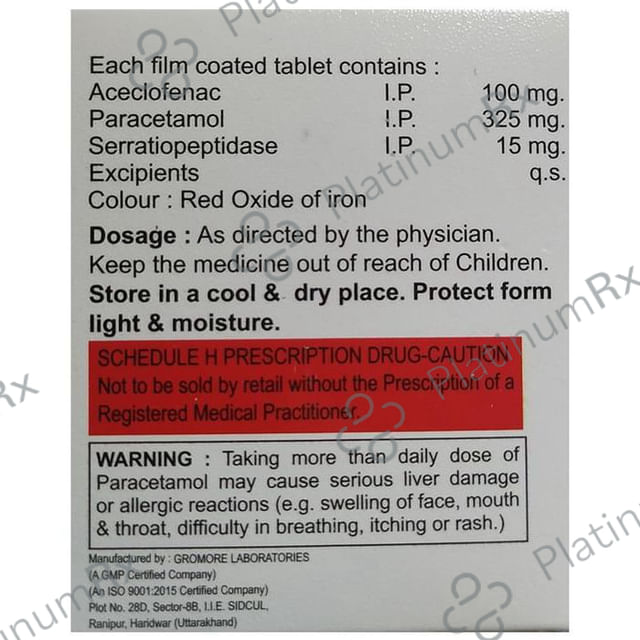 Each film coated tablet contains :
Aceclofenac I.P. 100 mg.
Paracetamol I.P. 325 mg.
Serratiopeptidase I.P. 15 mg.
Excipients q.s.
Colour : Red Oxide of iron
Dosage : As directed by the physician.
Keep the medicine out of reach of Children.
Store in a cool & dry place. Protect form
light & moisture.
SCHEDULE H PRESCRIPTION DRUG-CAUTION
Not to be sold by retail without the Prescription of a
Registered Medical Practitioner.
WARNING : Taking more than daily dose of
Paracetamol may cause serious liver damage
or allergic reactions (e.g. swelling of face, mouth
& throat, difficulty in breathing, itching or rash.)
Manufactured by : GROMORE LABORATORIES
(A GMP Certified Company)
(An ISO 9001:2015 Certified Company)
Plot No. 28D, Sector-8B, I.I.E. SIDCUL,
Ranipur, Haridwar (Uttarakhand)
PlatinumRx
PlatinumRx
PlatinumRx
PlatinumRx
PlatinumRx